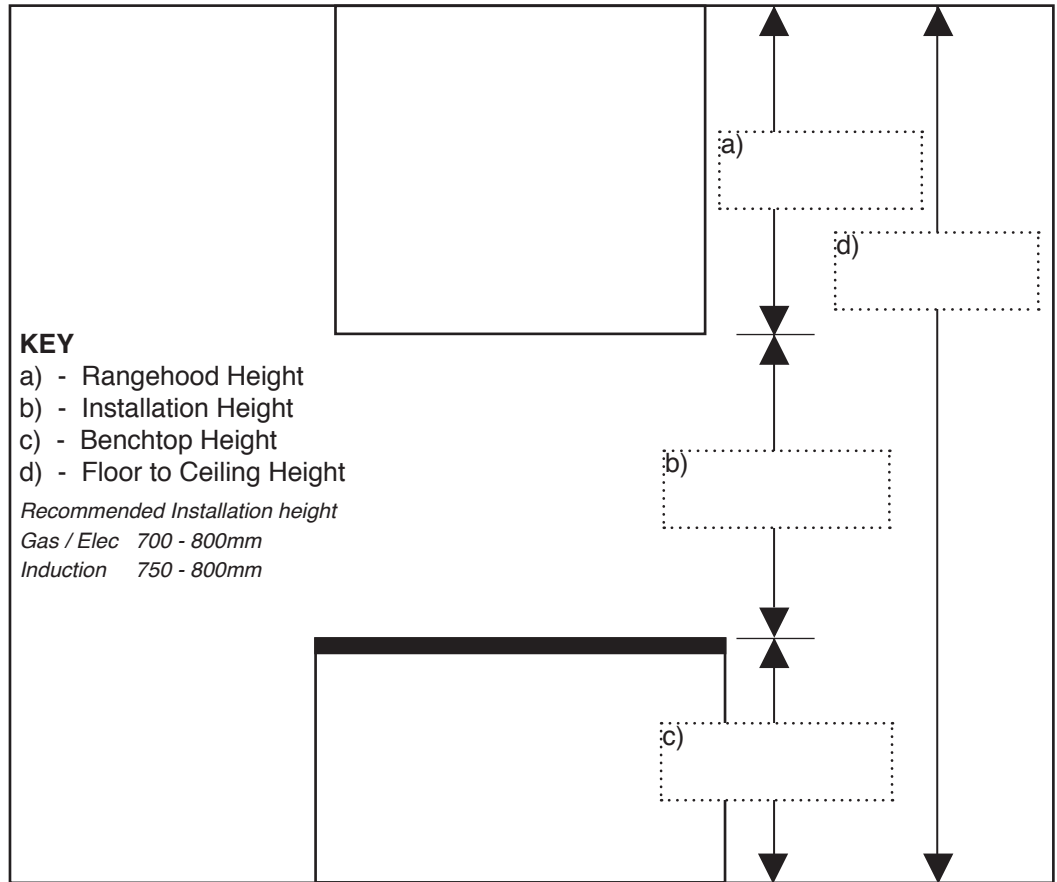 a)
d)
KEY
a) - Rangehood Height
b) - Installation Height
c) - Benchtop Height
d) - Floor to Ceiling Height
Recommended Installation height
Gas / Elec 700 - 800mm
Induction 750 - 800mm
b)
c)